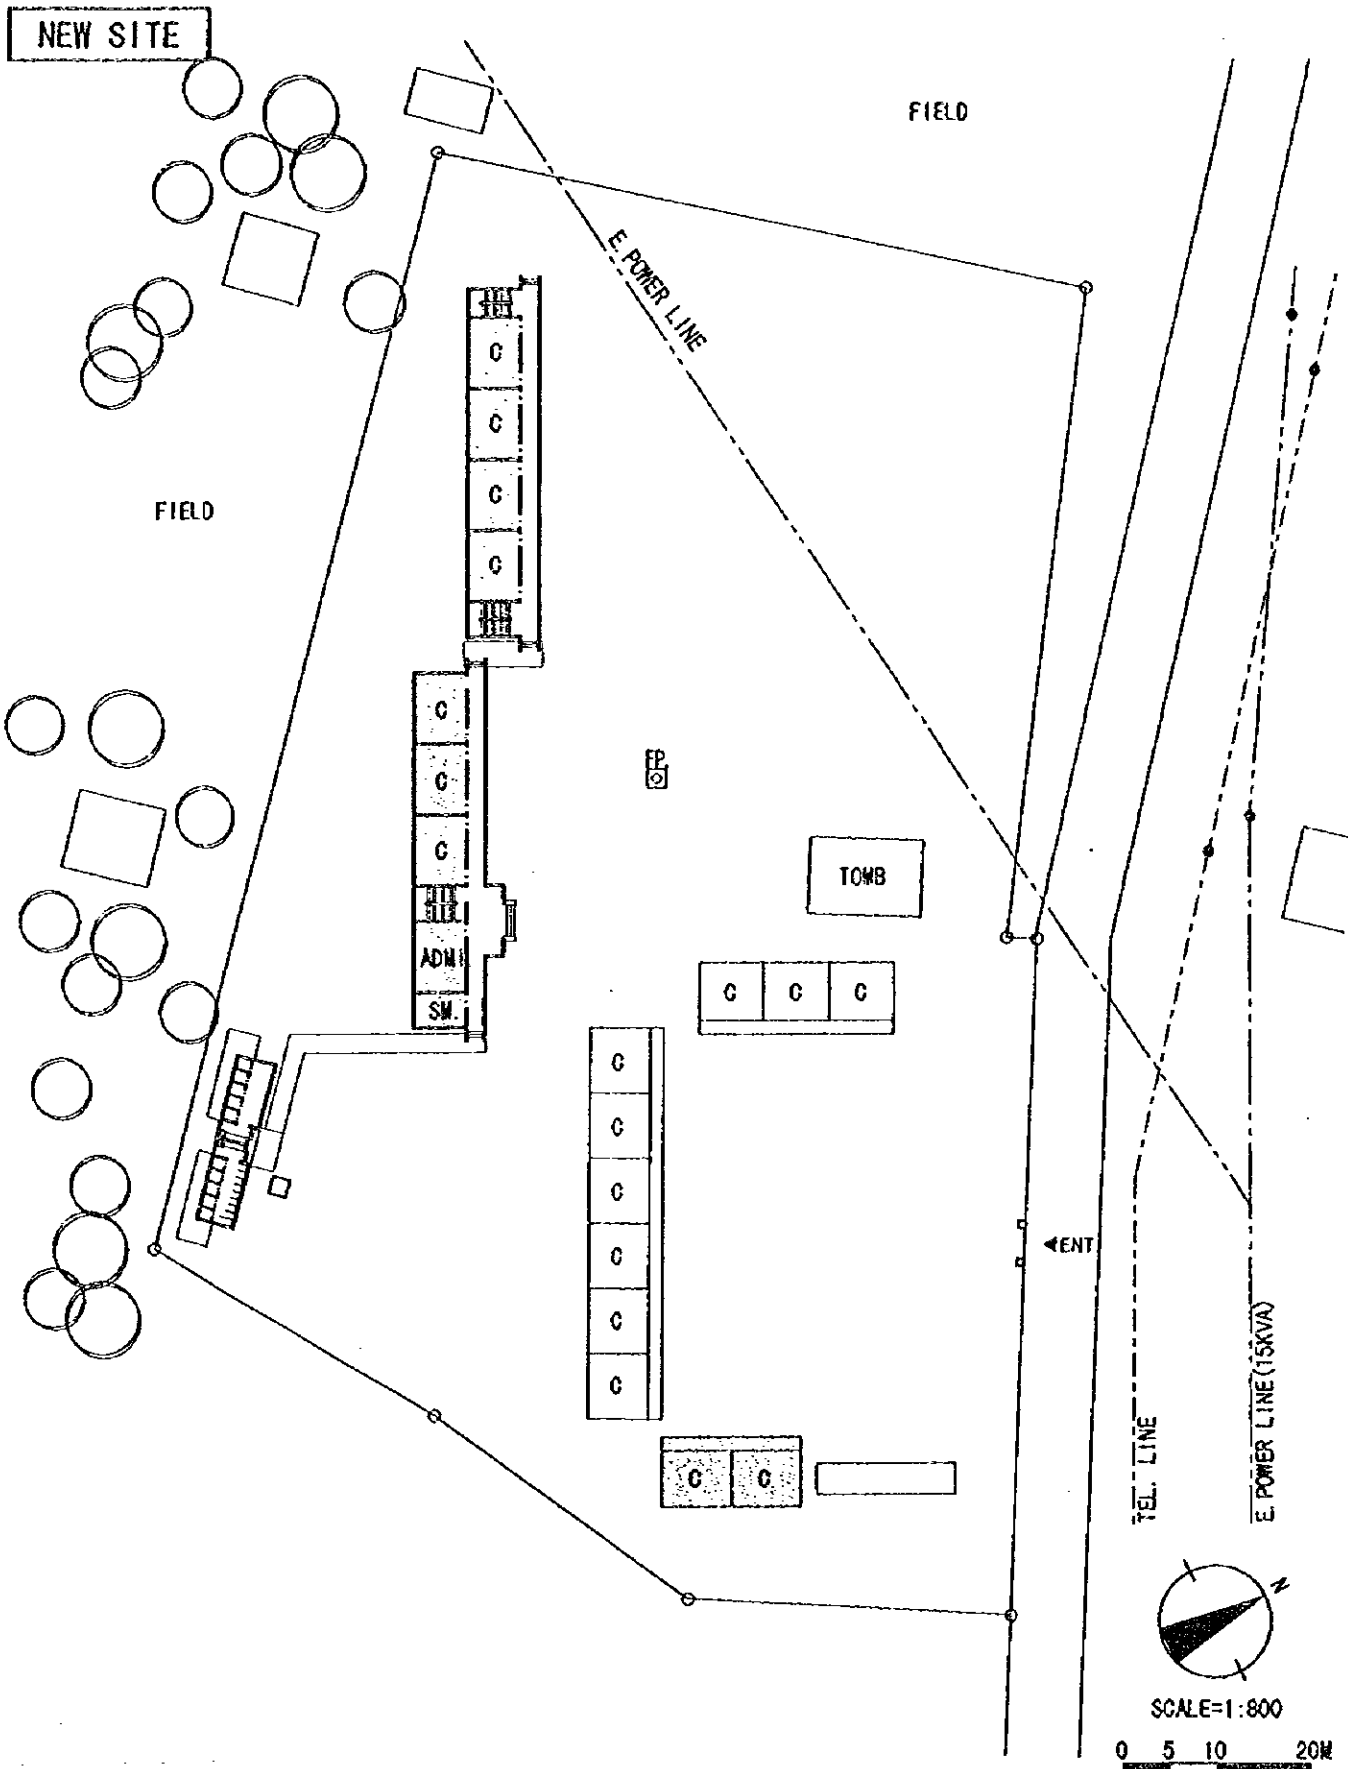 NEW SITE
FIELD
E. POWER LINE
C
C
C
C
FIELD
C
C
C
FP.
TOMB
ADMI
SM.
C C C
C
C
C
C
C
C
◀ENT
C C
TEL. LINE
E. POWER LINE(15KVA)
N
SCALE=1:800
0 5 10 20M